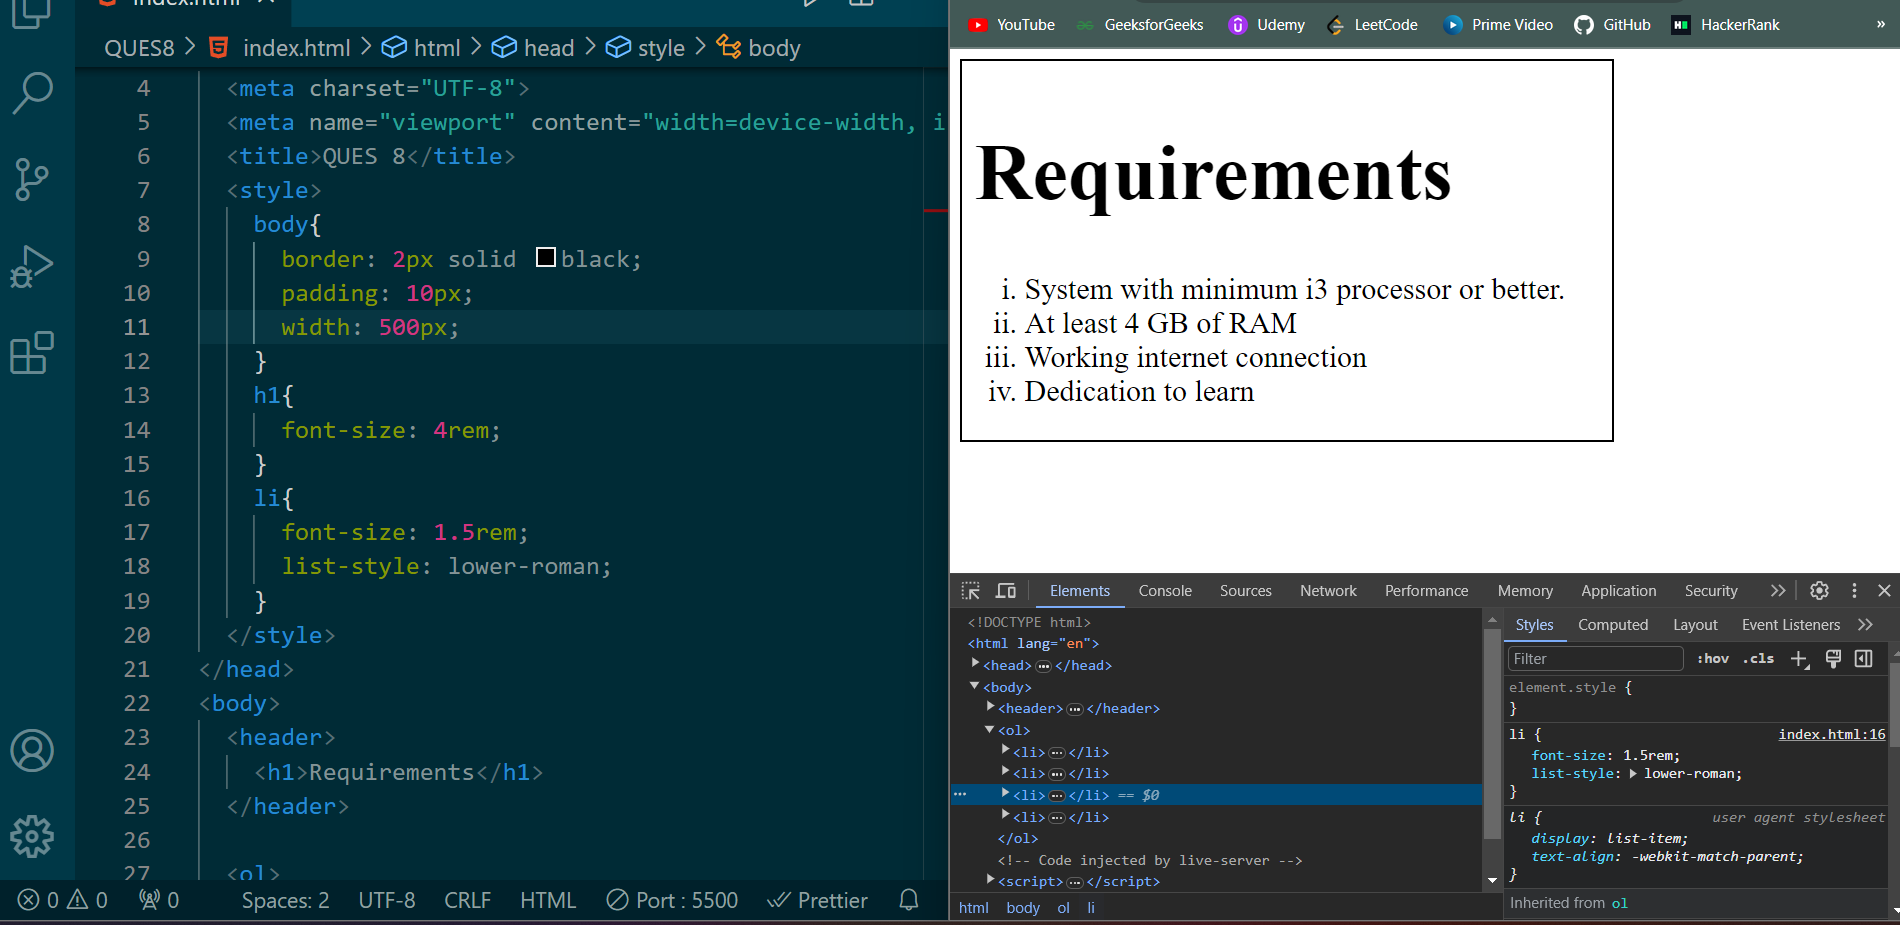 index.html
QUES8 > index.html > html > head > style > body
4 <meta charset="UTF-8">
5 <meta name="viewport" content="width=device-width, i
6 <title>QUES 8</title>
7 <style>
8 body{
9 border: 2px solid black;
10 padding: 10px;
11 width: 500px;
12 }
13 h1{
14 font-size: 4rem;
15 }
16 li{
17 font-size: 1.5rem;
18 list-style: lower-roman;
19 }
20 </style>
21 </head>
22 <body>
23 <header>
24 <h1>Requirements</h1>
25 </header>
26
27 <ol>
0 0 0 Spaces: 2 UTF-8 CRLF HTML Port : 5500 Prettier
YouTube GeeksforGeeks Udemy LeetCode Prime Video GitHub HackerRank »
Requirements
i. System with minimum i3 processor or better.
ii. At least 4 GB of RAM
iii. Working internet connection
iv. Dedication to learn
Elements Console Sources Network Performance Memory Application Security
<!DOCTYPE html>
<html lang="en">
<head>…</head>
<body>
<header>…</header>
<ol>
<li>…</li>
<li>…</li>
… <li>…</li> == $0
<li>…</li>
</ol>
<!-- Code injected by live-server -->
<script>…</script>
html body ol li
Styles Computed Layout Event Listeners
Filter :hov .cls
element.style {
}
li { index.html:16
font-size: 1.5rem;
list-style: lower-roman;
}
li { user agent stylesheet
display: list-item;
text-align: -webkit-match-parent;
}
Inherited from ol